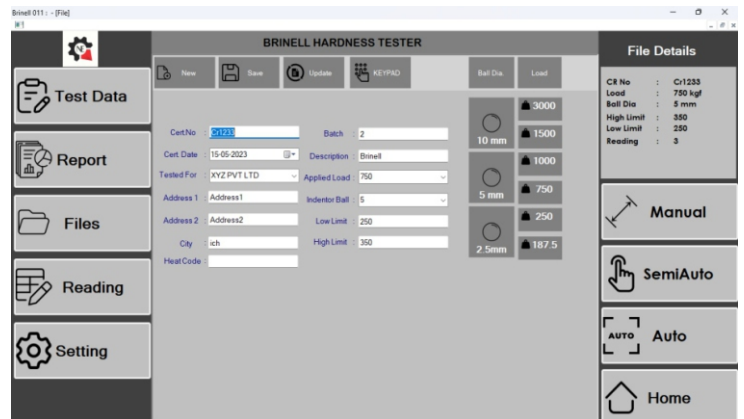 Brinell 011 : - [File]
BRINELL HARDNESS TESTER
New Save Update KEYPAD Ball Dia. Load
Test Data
Report
Files
Reading
Setting
Cert.No : Cr1233
Cert. Date : 15-05-2023
Tested For : XYZ PVT LTD
Address 1 : Address1
Address 2 : Address2
City : ich
Heat Code :
Batch : 2
Description : Brinell
Applied Load : 750
Indentor Ball : 5
Low Limit : 250
High Limit : 350
10 mm
5 mm
2.5mm
3000
1500
1000
750
250
187.5
File Details
CR No : Cr1233
Load : 750 kgf
Ball Dia : 5 mm
High Limit : 350
Low Limit : 250
Reading : 3
Manual
SemiAuto
AUTO Auto
Home